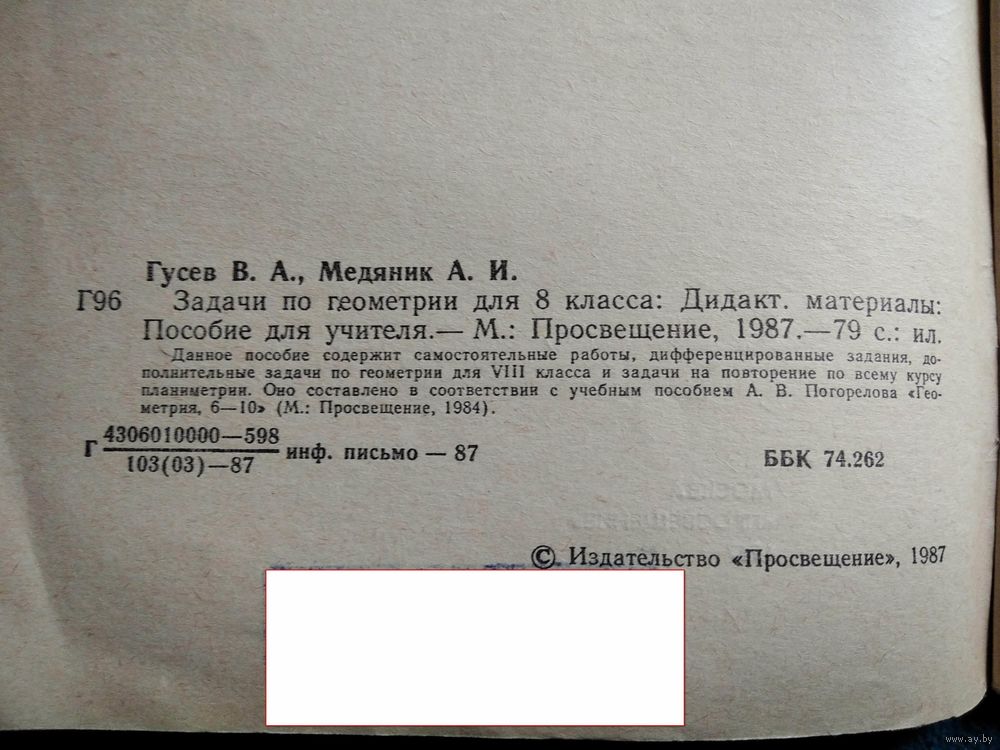 Гусев В. А., Медяник А. И.
Г96 Задачи по геометрии для 8 класса: Дидакт. материалы:
Пособие для учителя.— М.: Просвещение, 1987.—79 с.: ил.
Данное пособие содержит самостоятельные работы, дифференцированные задания, до-
полнительные задачи по геометрии для VIII класса и задачи на повторение по всему курсу
планиметрии. Оно составлено в соответствии с учебным пособием А. В. Погорелова «Гео-
метрия, 6—10» (М.: Просвещение, 1984).
Г 4306010000—598
103(03)—87 инф. письмо — 87
ББК 74.262
© Издательство «Просвещение», 1987
www.ay.by